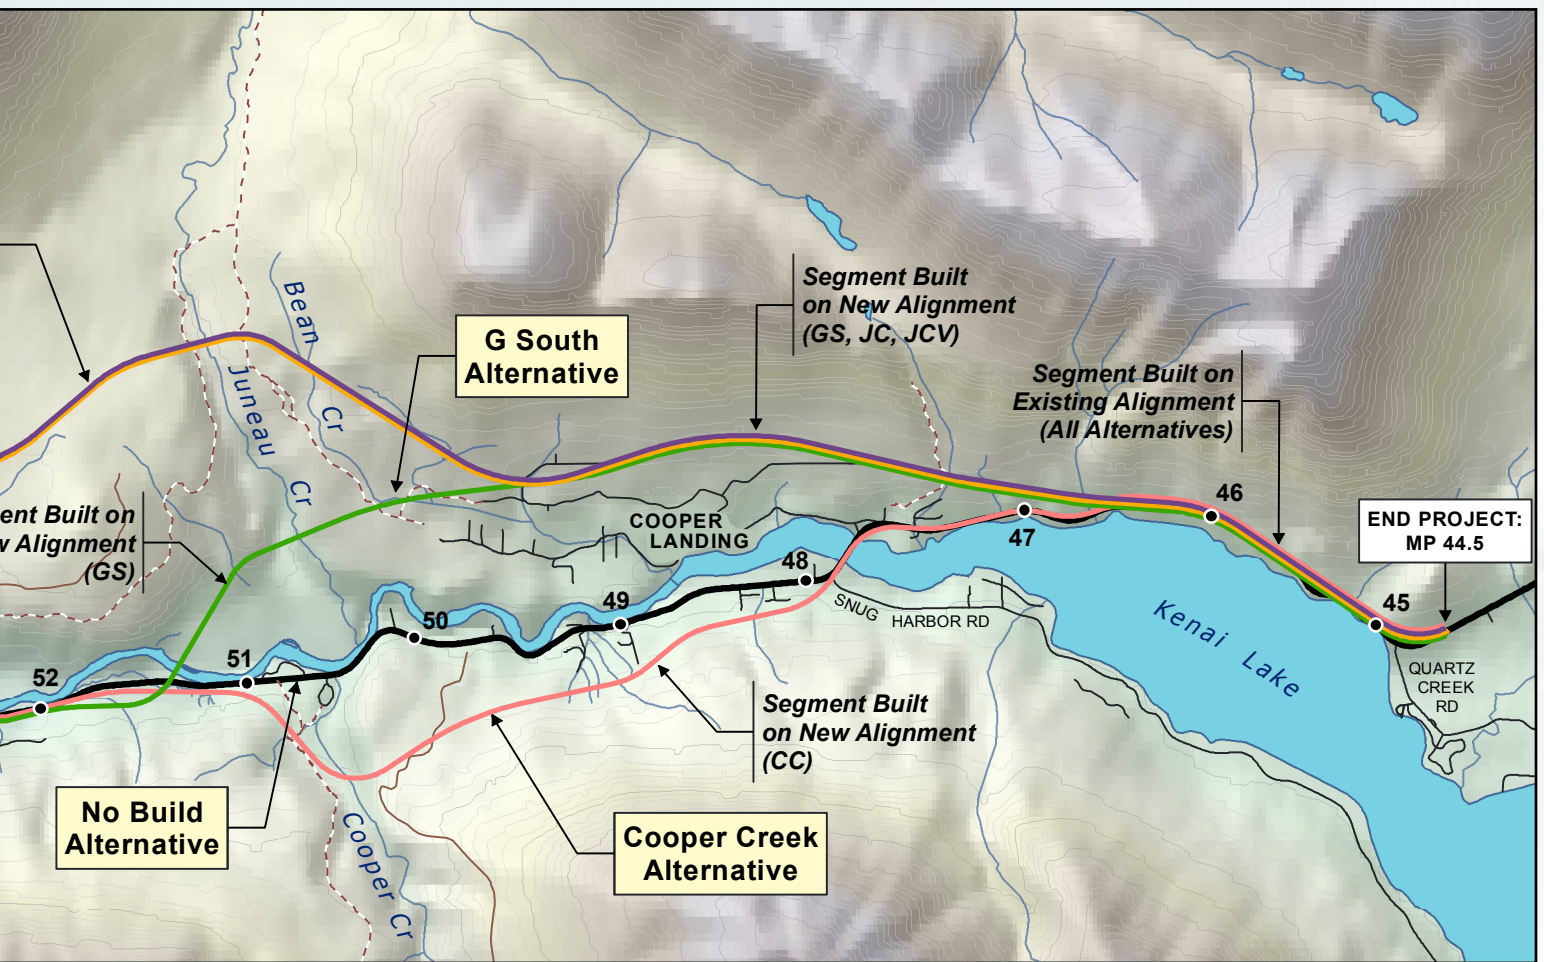 Segment Built
on New Alignment
(GS, JC, JCV)
Bean
Cr
G South
Alternative
Segment Built on
Existing Alignment
(All Alternatives)
Juneau
Cr
46
END PROJECT:
MP 44.5
ent Built on
w Alignment
(GS)
COOPER
LANDING
47
48
49
50
45
SNUG
HARBOR RD
Kenai Lake
51
52
QUARTZ
CREEK
RD
Segment Built
on New Alignment
(CC)
No Build
Alternative
Cooper Creek
Alternative
Cooper Cr